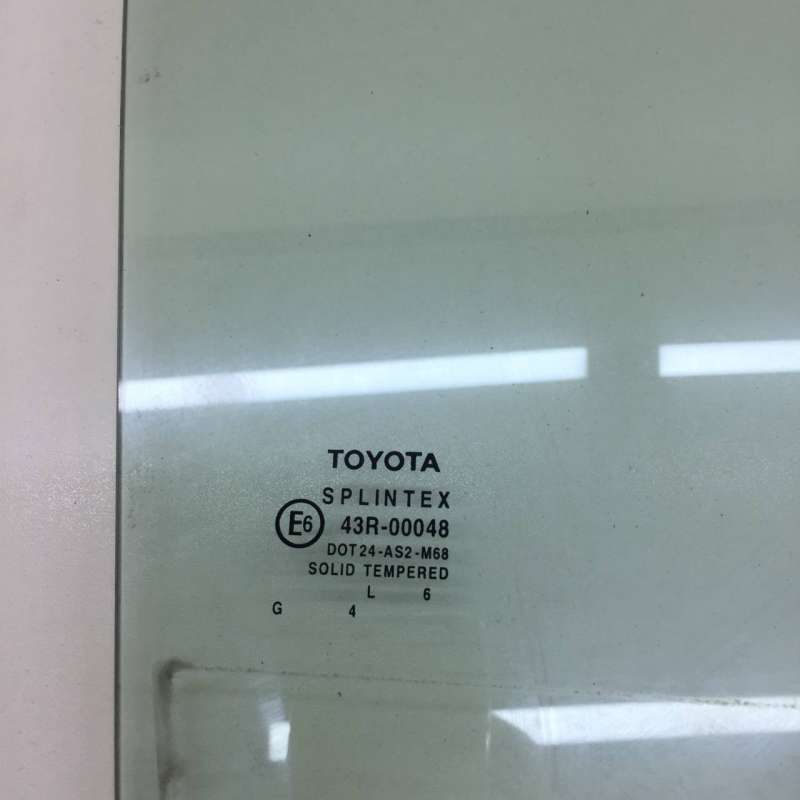 TOYOTA
SPLINTEX
E6 43R-00048
DOT24-AS2-M68
SOLID TEMPERED
L 6
G 4